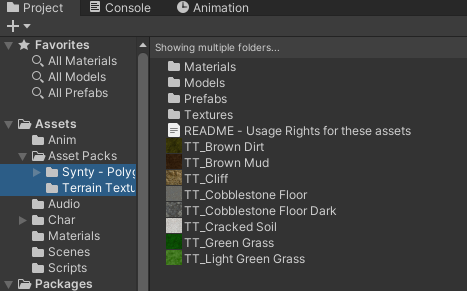 Project
Console
Animation
Favorites
All Materials
All Models
All Prefabs
Assets
Anim
Asset Packs
Synty - Polyg
Terrain Textu
Audio
Char
Materials
Scenes
Scripts
Packages
Showing multiple folders...
Materials
Models
Prefabs
Textures
README - Usage Rights for these assets
TT_Brown Dirt
TT_Brown Mud
TT_Cliff
TT_Cobblestone Floor
TT_Cobblestone Floor Dark
TT_Cracked Soil
TT_Green Grass
TT_Light Green Grass